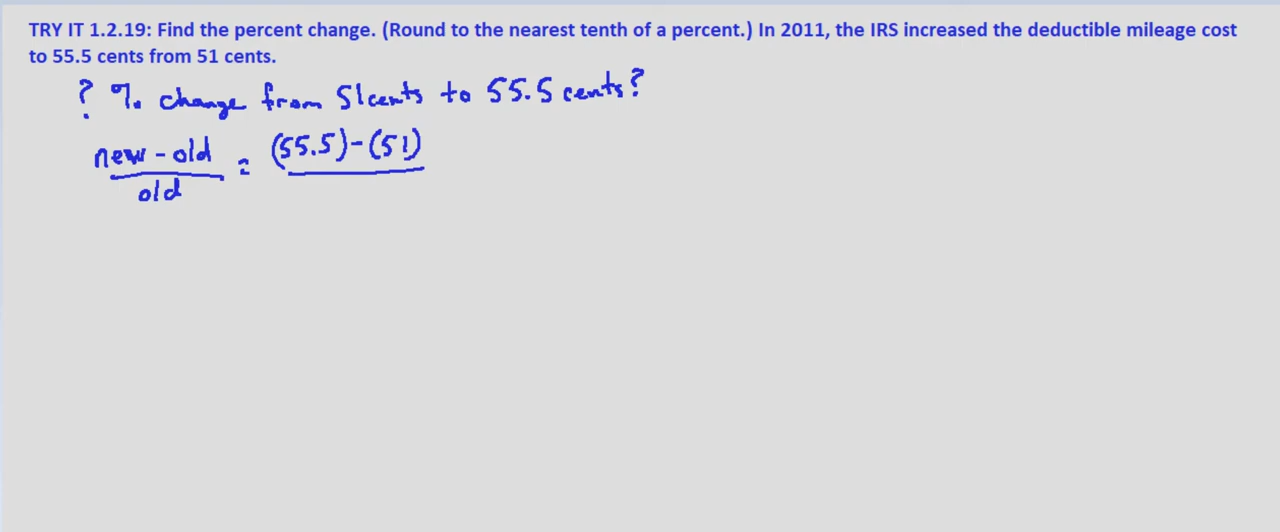 TRY IT 1.2.19: Find the percent change. (Round to the nearest tenth of a percent.) In 2011, the IRS increased the deductible mileage cost
to 55.5 cents from 51 cents.
? % change from 51cents to 55.5 cents?
new - old = (55.5) - (51)
old